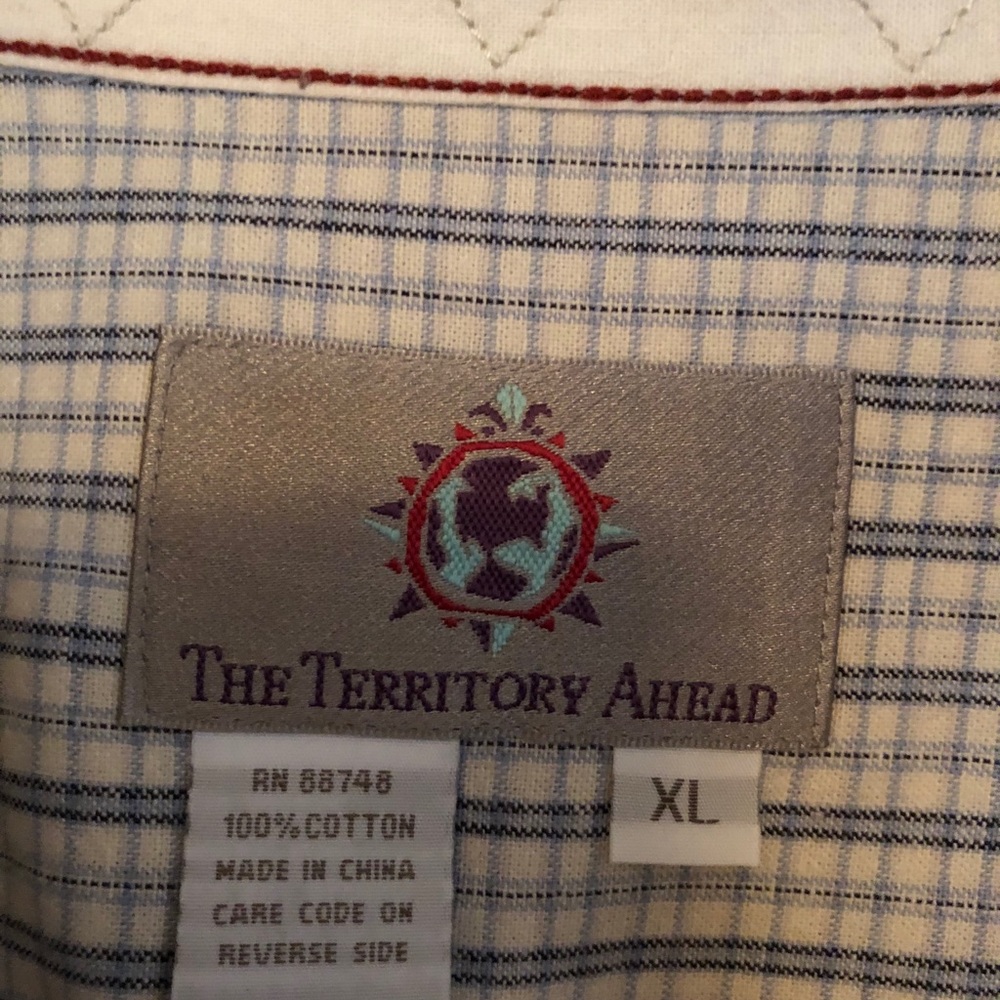 THE TERRITORY AHEAD
RN 88748
100% COTTON
MADE IN CHINA
CARE CODE ON
REVERSE SIDE
XL